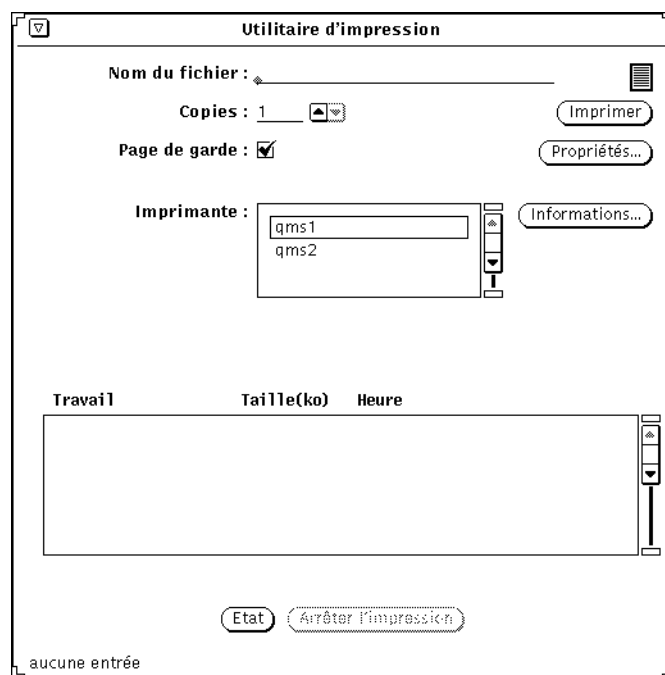 Utilitaire d'impression
Nom du fichier :
Copies : 1
Imprimer
Page de garde :
Propriétés...
Imprimante :
Informations...
qms1
qms2
Travail Taille(ko) Heure
Etat Arrêter l'impression
aucune entrée